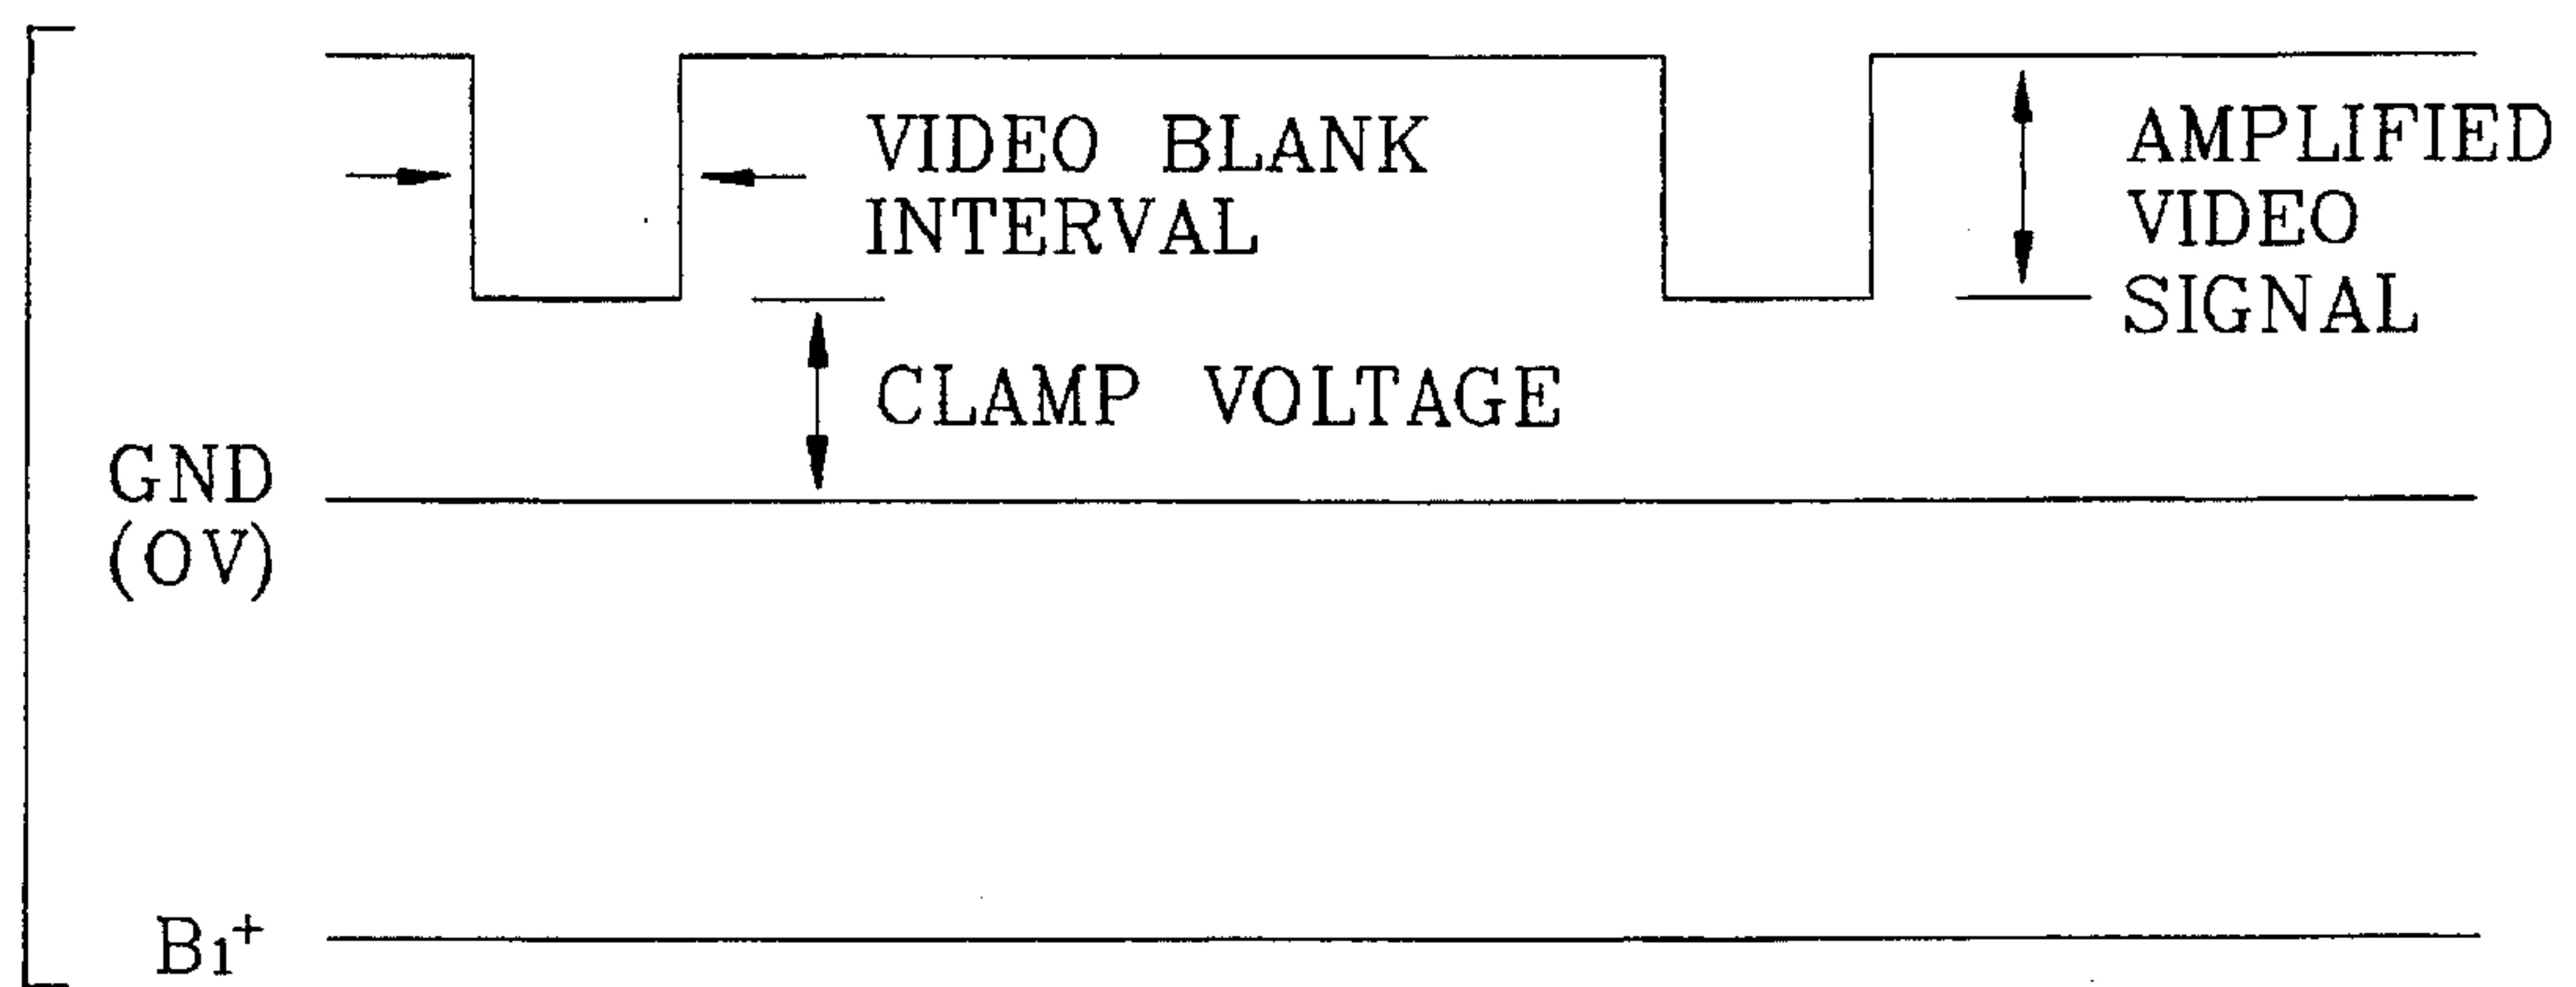 VIDEO BLANK
INTERVAL
AMPLIFIED
VIDEO
SIGNAL
CLAMP VOLTAGE
GND
(OV)
B1+